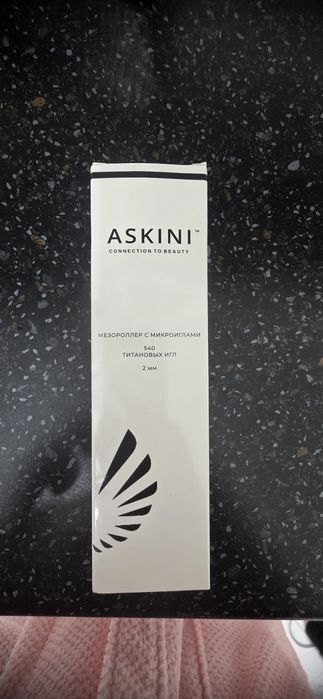 ASKINI™
CONNECTION TO BEAUTY
МЕЗОРОЛЛЕР С МИКРОИГЛАМИ
540
ТИТАНОВЫХ ИГЛ
2 мм